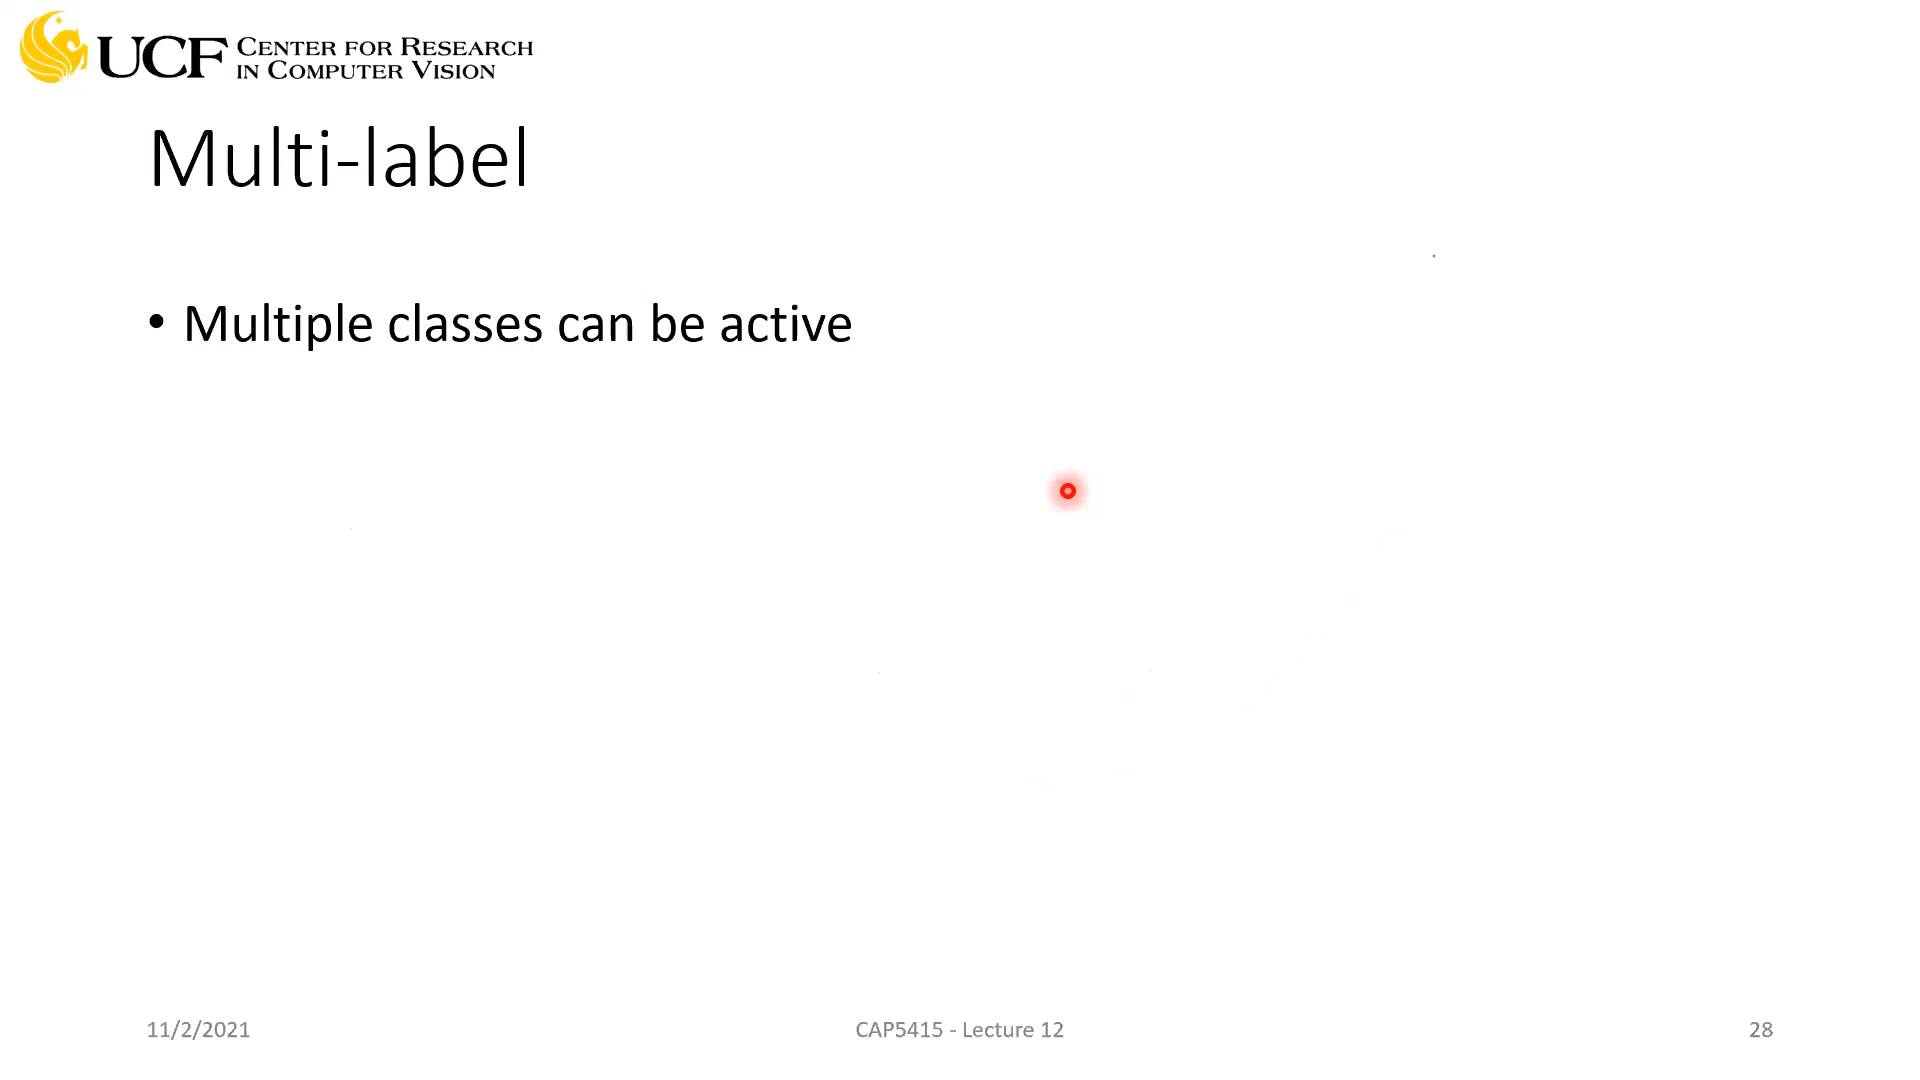 UCF CENTER FOR RESEARCH
IN COMPUTER VISION
Multi-label
• Multiple classes can be active
11/2/2021
CAP5415 - Lecture 12
28